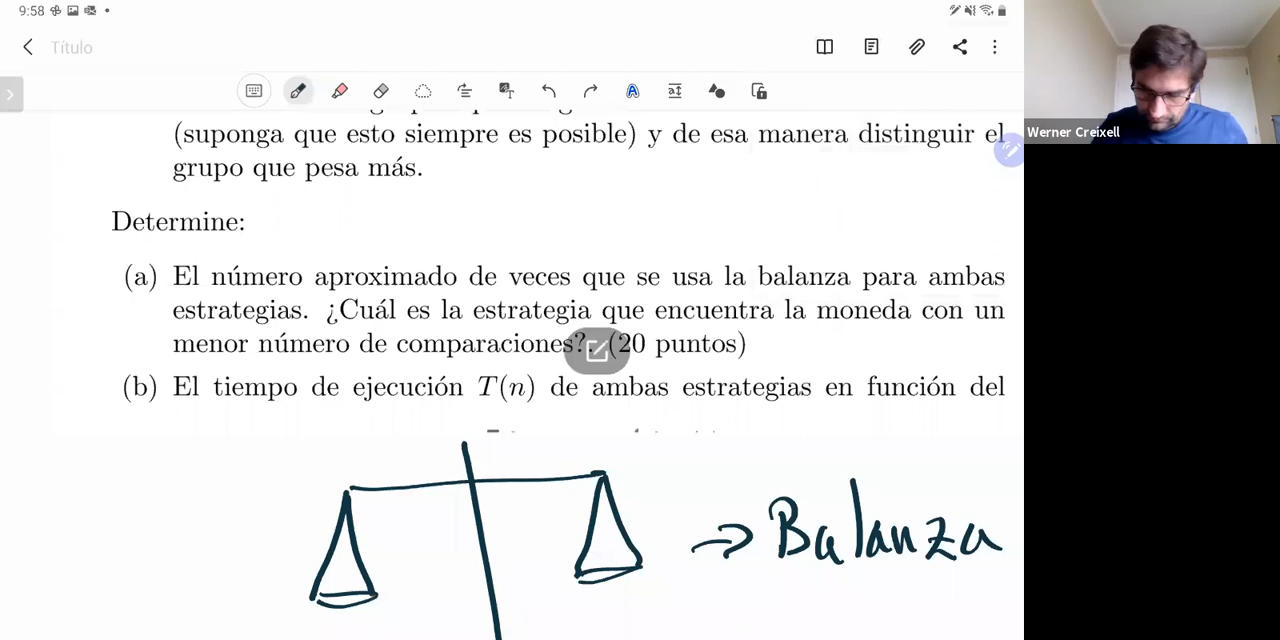 9:58
Título
(suponga que esto siempre es posible) y de esa manera distinguir el
grupo que pesa más.
Determine:
(a) El número aproximado de veces que se usa la balanza para ambas
estrategias. ¿Cuál es la estrategia que encuentra la moneda con un
menor número de comparaciones?. (20 puntos)
(b) El tiempo de ejecución T(n) de ambas estrategias en función del
→ Balanza
Werner Creixell